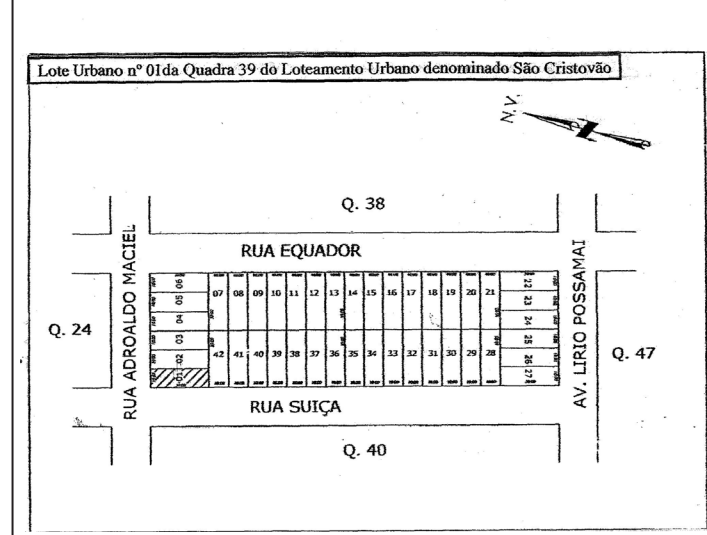 Lote Urbano nº 01da Quadra 39 do Loteamento Urbano denominado São Cristovão
N.V.
Q. 38
RUA EQUADOR
RUA ADROALDO MACIEL
AV. LIRIO POSSAMAI
Q. 24
Q. 47
06
05
04
03
02
01
07 08 09 10 11 12 13 14 15 16 17 18 19 20 21
42 41 40 39 38 37 36 35 34 33 32 31 30 29 28
22
23
24
25
26
27
RUA SUIÇA
Q. 40